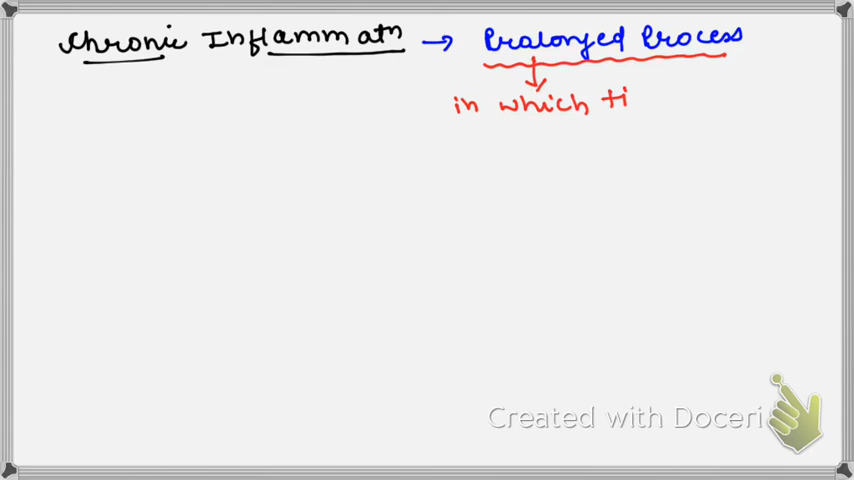 Chronic Inflammatn → Prolonged Process
in which ti
Created with Doceri